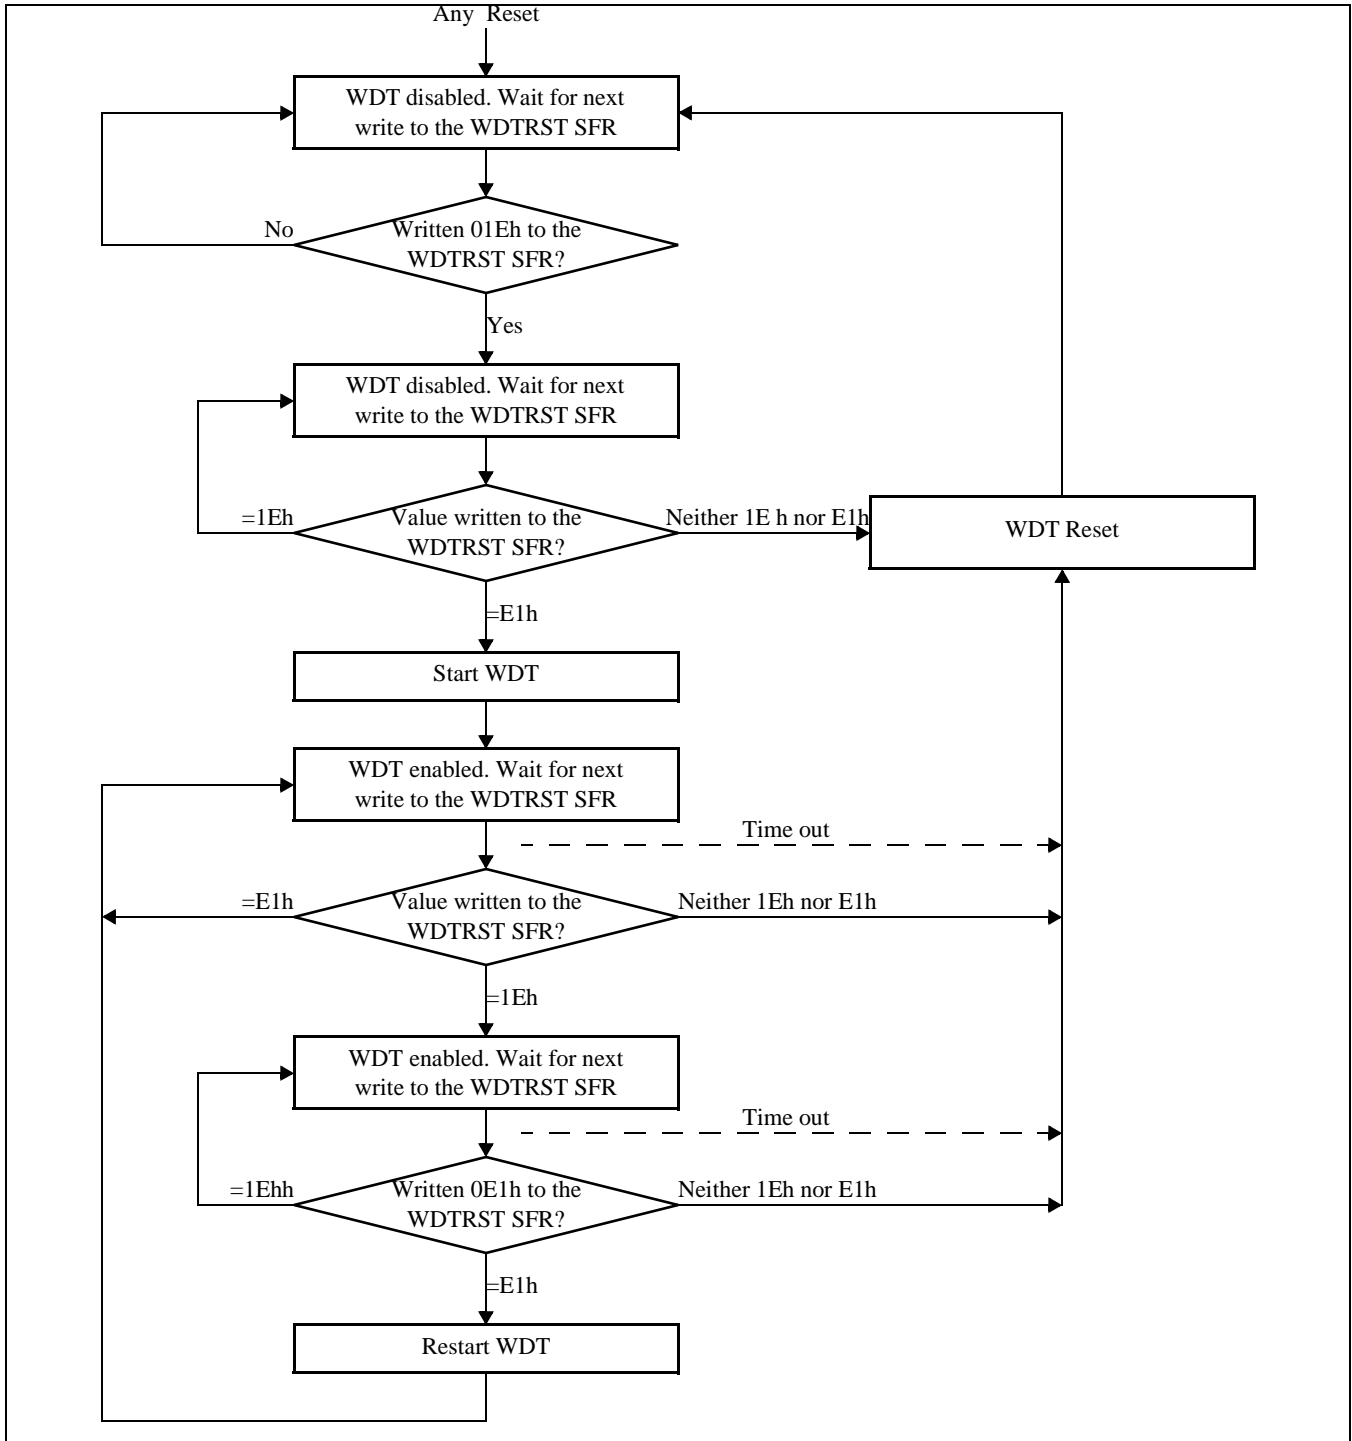 Any Reset
WDT disabled. Wait for next
write to the WDTRST SFR
No
Written 01Eh to the
WDTRST SFR?
Yes
WDT disabled. Wait for next
write to the WDTRST SFR
=1Eh
Value written to the
WDTRST SFR?
Neither 1E h nor E1h
WDT Reset
=E1h
Start WDT
WDT enabled. Wait for next
write to the WDTRST SFR
Time out
=E1h
Value written to the
WDTRST SFR?
Neither 1Eh nor E1h
=1Eh
WDT enabled. Wait for next
write to the WDTRST SFR
Time out
=1Ehh
Written 0E1h to the
WDTRST SFR?
Neither 1Eh nor E1h
=E1h
Restart WDT